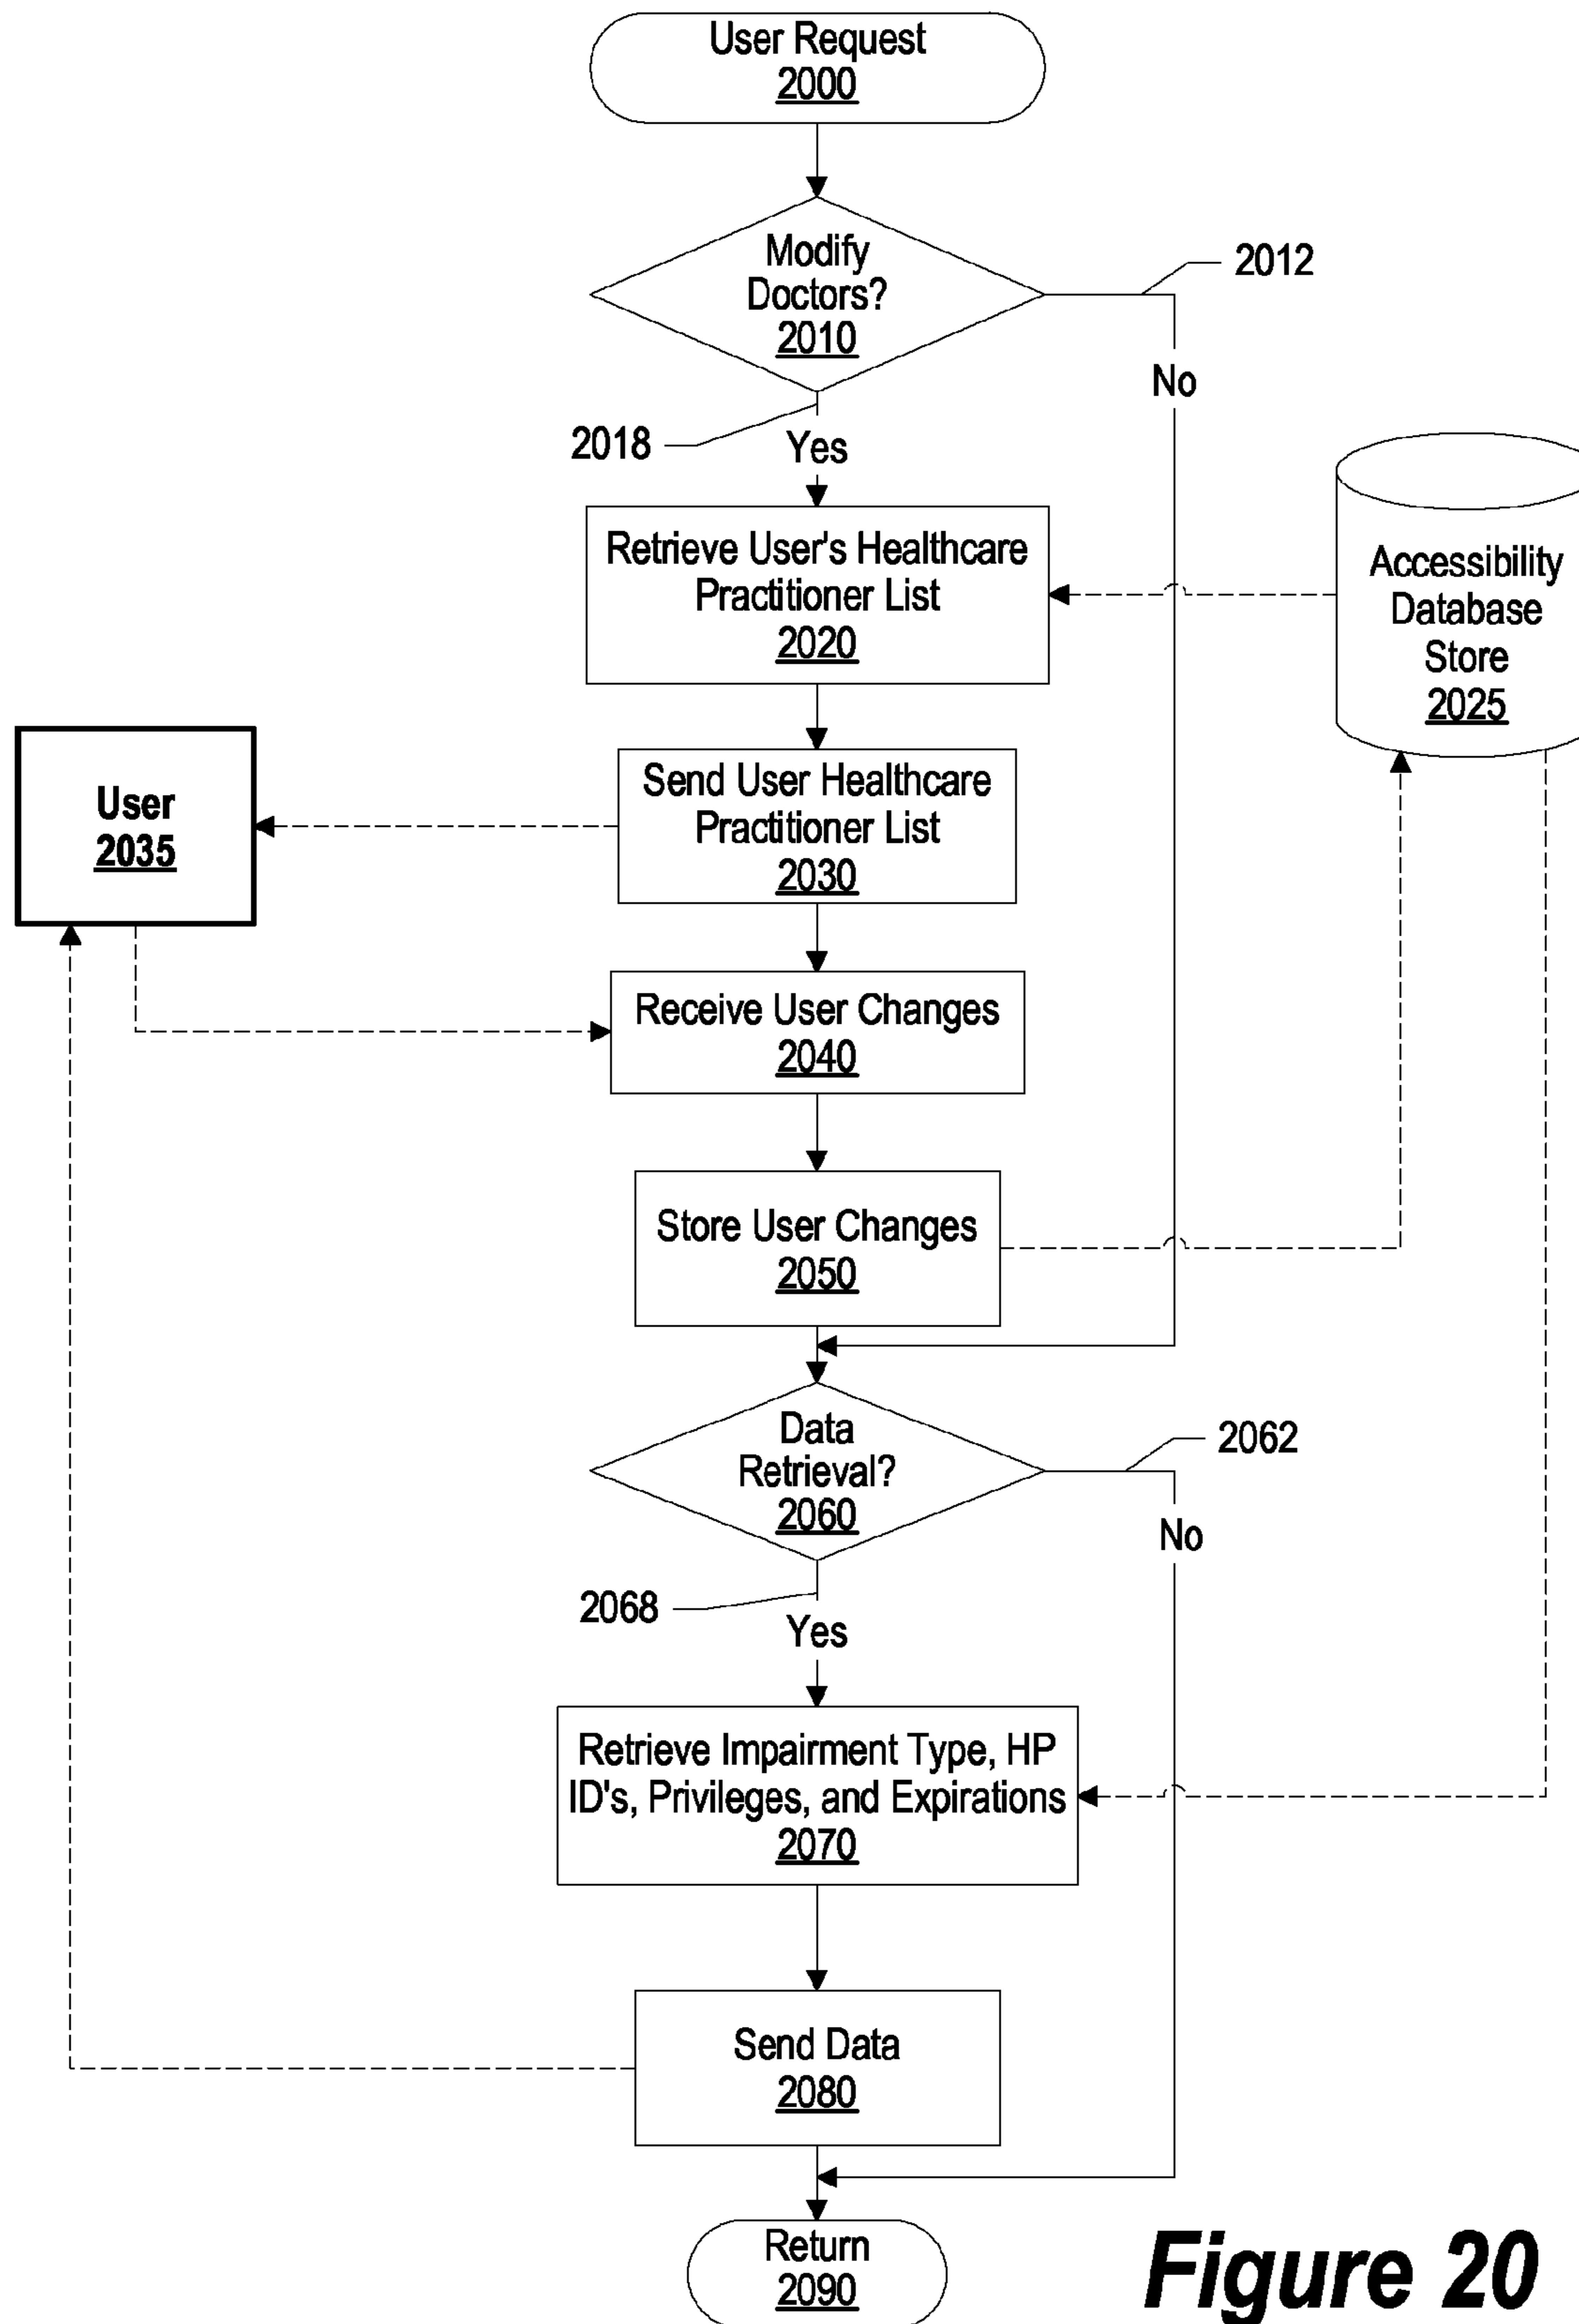 User Request
2000
Modify
Doctors?
2010
2012
No
2018
Yes
Retrieve User's Healthcare
Practitioner List
2020
Accessibility
Database
Store
2025
User
2035
Send User Healthcare
Practitioner List
2030
Receive User Changes
2040
Store User Changes
2050
Data
Retrieval?
2060
2062
No
2068
Yes
Retrieve Impairment Type, HP
ID's, Privileges, and Expirations
2070
Send Data
2080
Return
2090
Figure 20